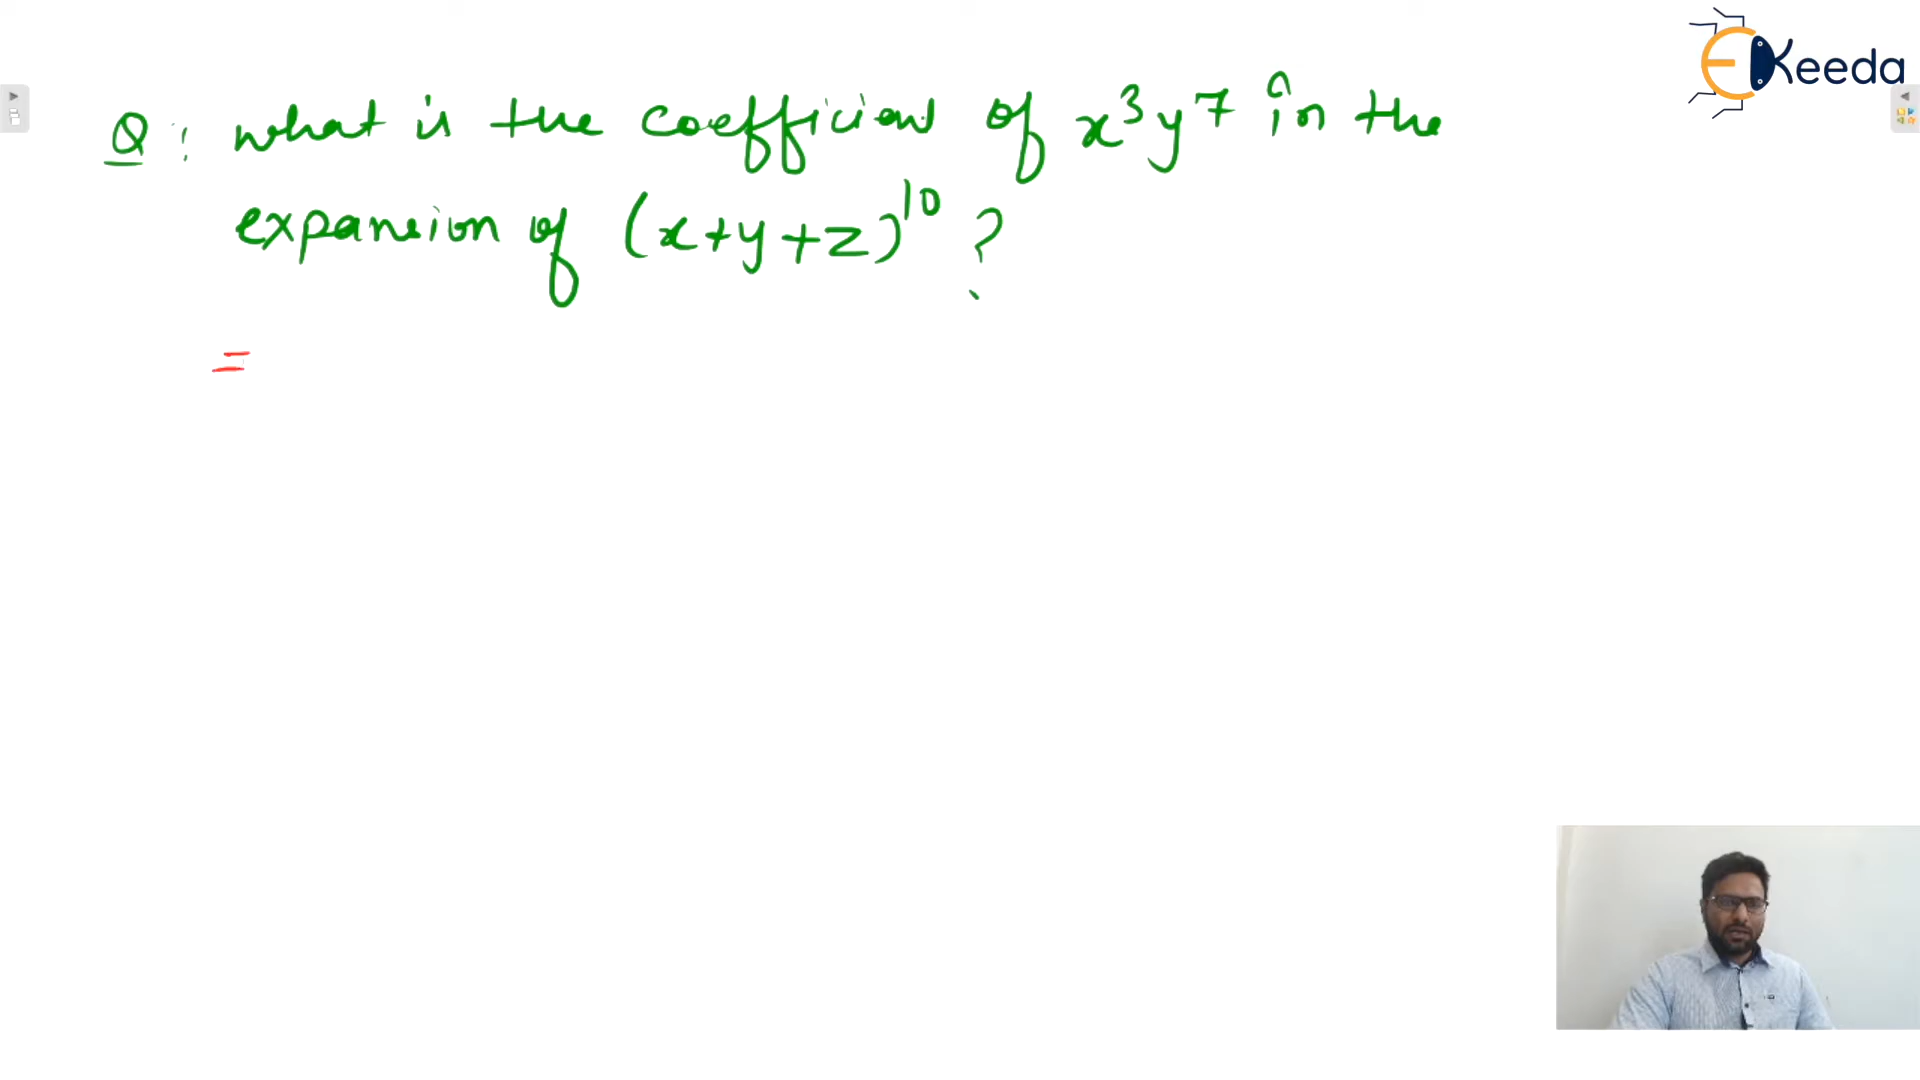 EKeeda
Q: what is the coefficient of x³y⁷ in the
expansion of (x+y+z)¹⁰ ?
=